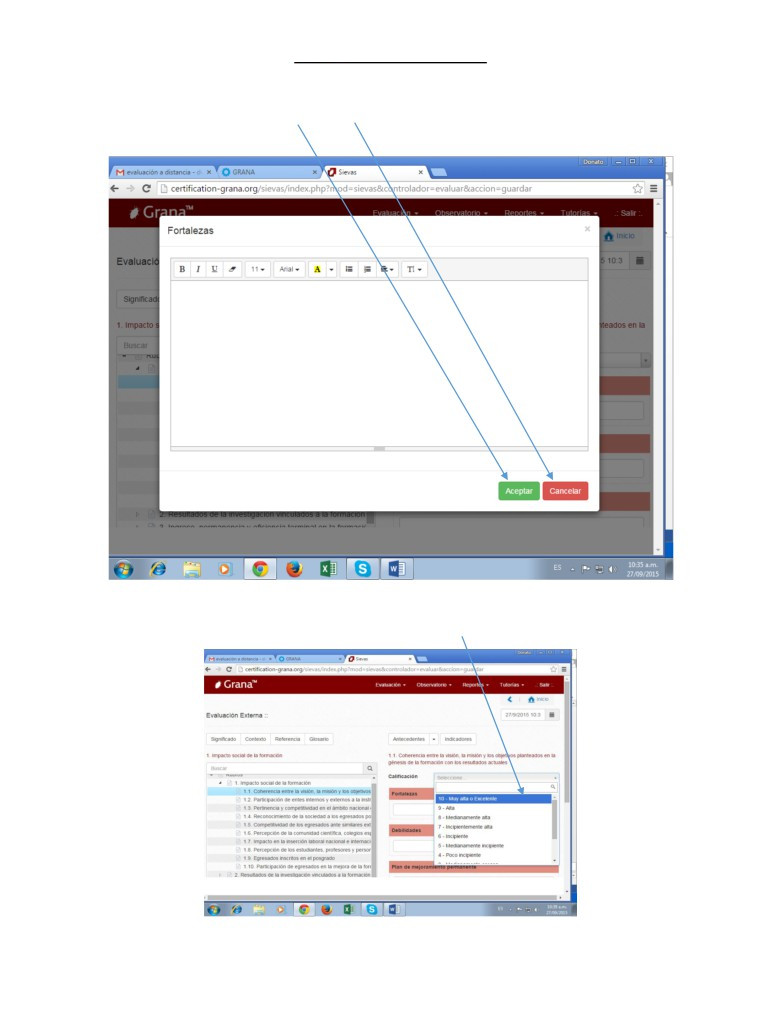 Donato
evaluación a distancia - d
GRANA
Sievas
certification-grana.org/sievas/index.php?mod=sievas&controlador=evaluar&accion=guardar
Grana™
Evaluación
Observatorio
Reportes
Tutorías
.: Salir :.
Fortalezas
×
Inicio
Evaluació
B I U
11
Arial
A
T
10:3
Significad
1. Impacto s
teados en la
Buscar
Aceptar
Cancelar
2. Resultados de la investigación vinculados a la formación
3. Ingreso, permanencia y eficiencia terminal en la formaci
ES
10:35 a.m.
27/09/2015
evaluación a distancia
GRANA
Sievas
certification-grana.org/sievas/index.php?mod=sievas&controlador=evaluar&accion=guardar
Grana™
Evaluación
Observatorio
Reportes
Tutorías
Salir
Inicio
Evaluación Externa ::
27/9/2015 10:3
Significado
Contexto
Referencia
Glosario
Antecedentes
Indicadores
1. Impacto social de la formación
1.1. Coherencia entre la visión, la misión y los objetivos planteados en la
génesis de la formación con los resultados actuales
Buscar
Calificación
Seleccione...
1. Impacto social de la formación
1.1. Coherencia entre la visión, la misión y los objetivos
1.2. Participación de entes internos y externos a la insti
1.3. Pertinencia y competitividad en el ámbito nacional
1.4. Reconocimiento de la sociedad a los egresados po
1.5. Competitividad de los egresados ante similares ext
1.6. Percepción de la comunidad científica, colegios es
1.7. Impacto en la inserción laboral nacional e internac
1.8. Percepción de los estudiantes, profesores y person
1.9. Egresados inscritos en el posgrado
1.10. Participación de egresados en la mejora de la for
2. Resultados de la investigación vinculados a la formación
Fortalezas
Debilidades
10 - Muy alta o Excelente
9 - Alta
8 - Medianamente alta
7 - Incipientemente alta
6 - Incipiente
5 - Medianamente incipiente
4 - Poco incipiente
Plan de mejoramiento permanente
ES
10:36 a.m.
27/09/2015